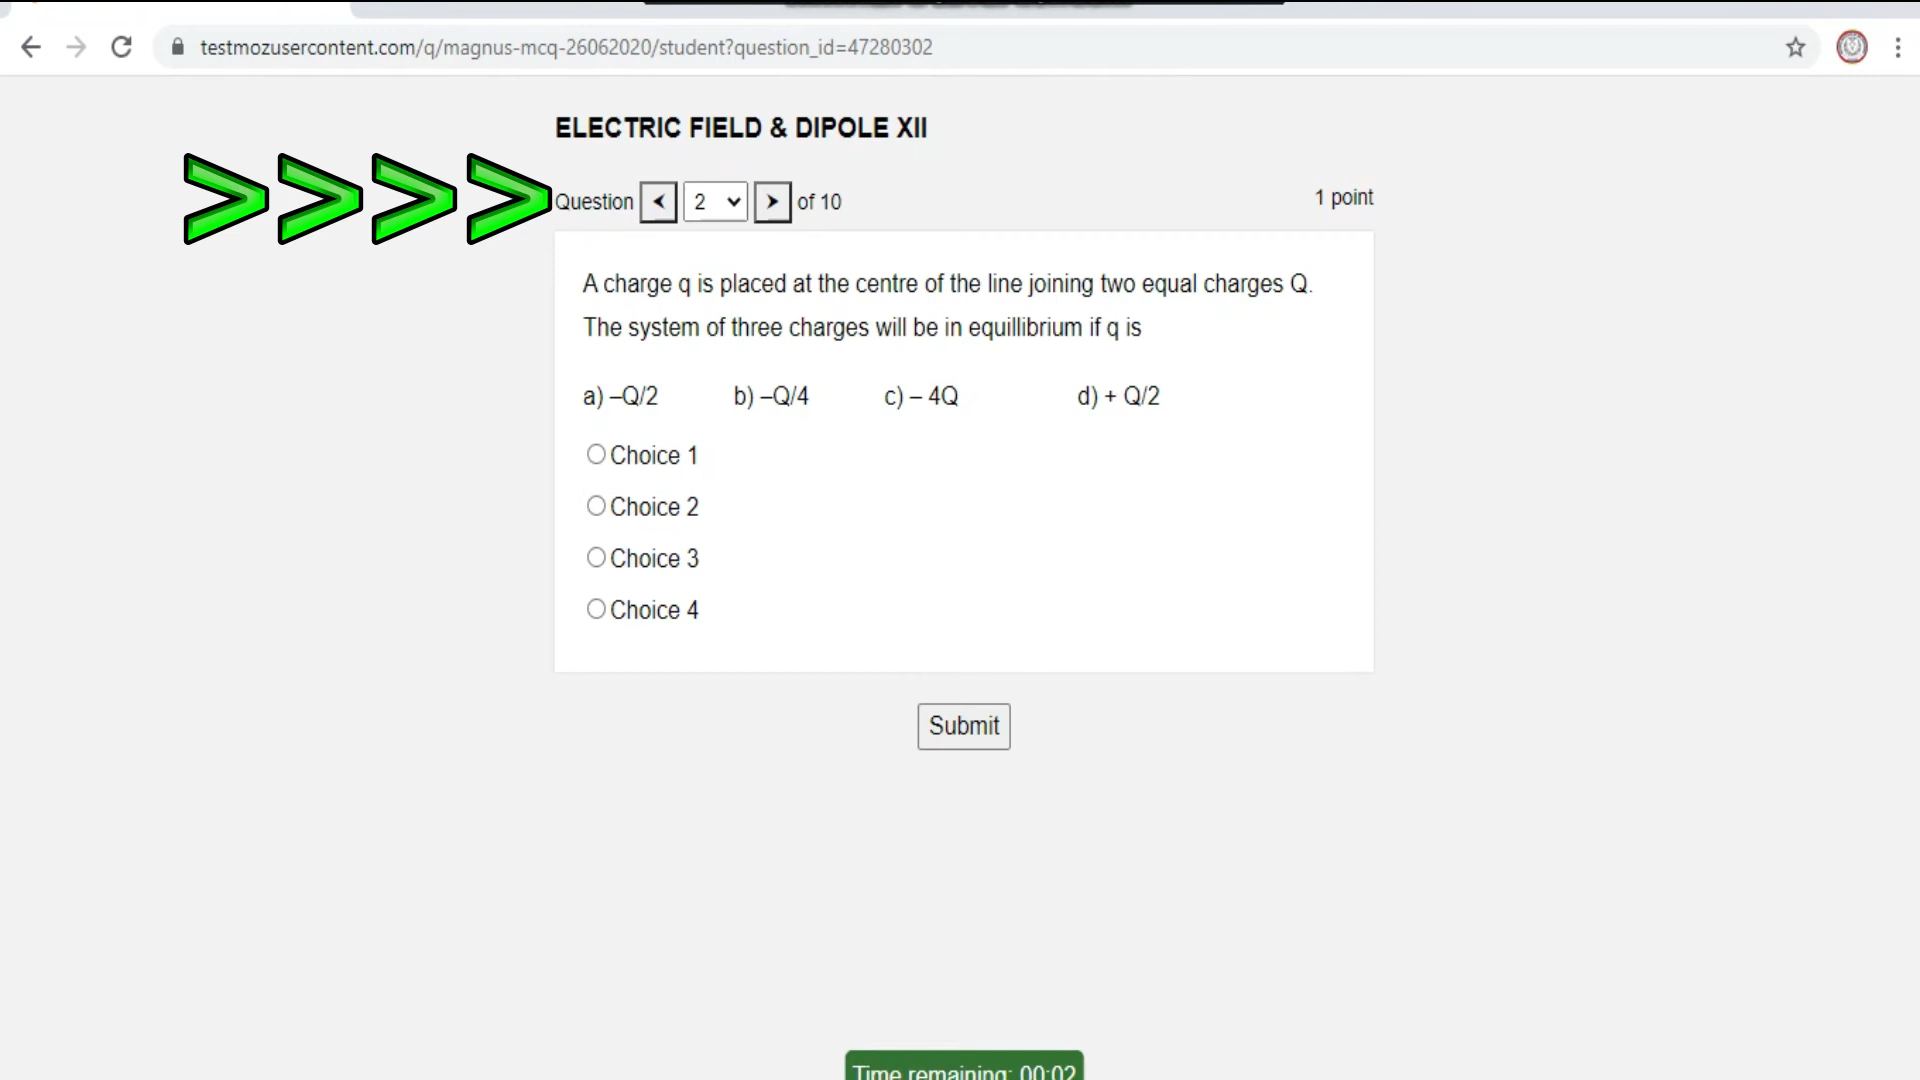 testmozusercontent.com/q/magnus-mcq-26062020/student?question_id=47280302
ELECTRIC FIELD & DIPOLE XII
Question 2 of 10
1 point
A charge q is placed at the centre of the line joining two equal charges Q.
The system of three charges will be in equillibrium if q is
a) –Q/2 b) –Q/4 c) – 4Q d) + Q/2
Choice 1
Choice 2
Choice 3
Choice 4
Submit
Time remaining: 00:02